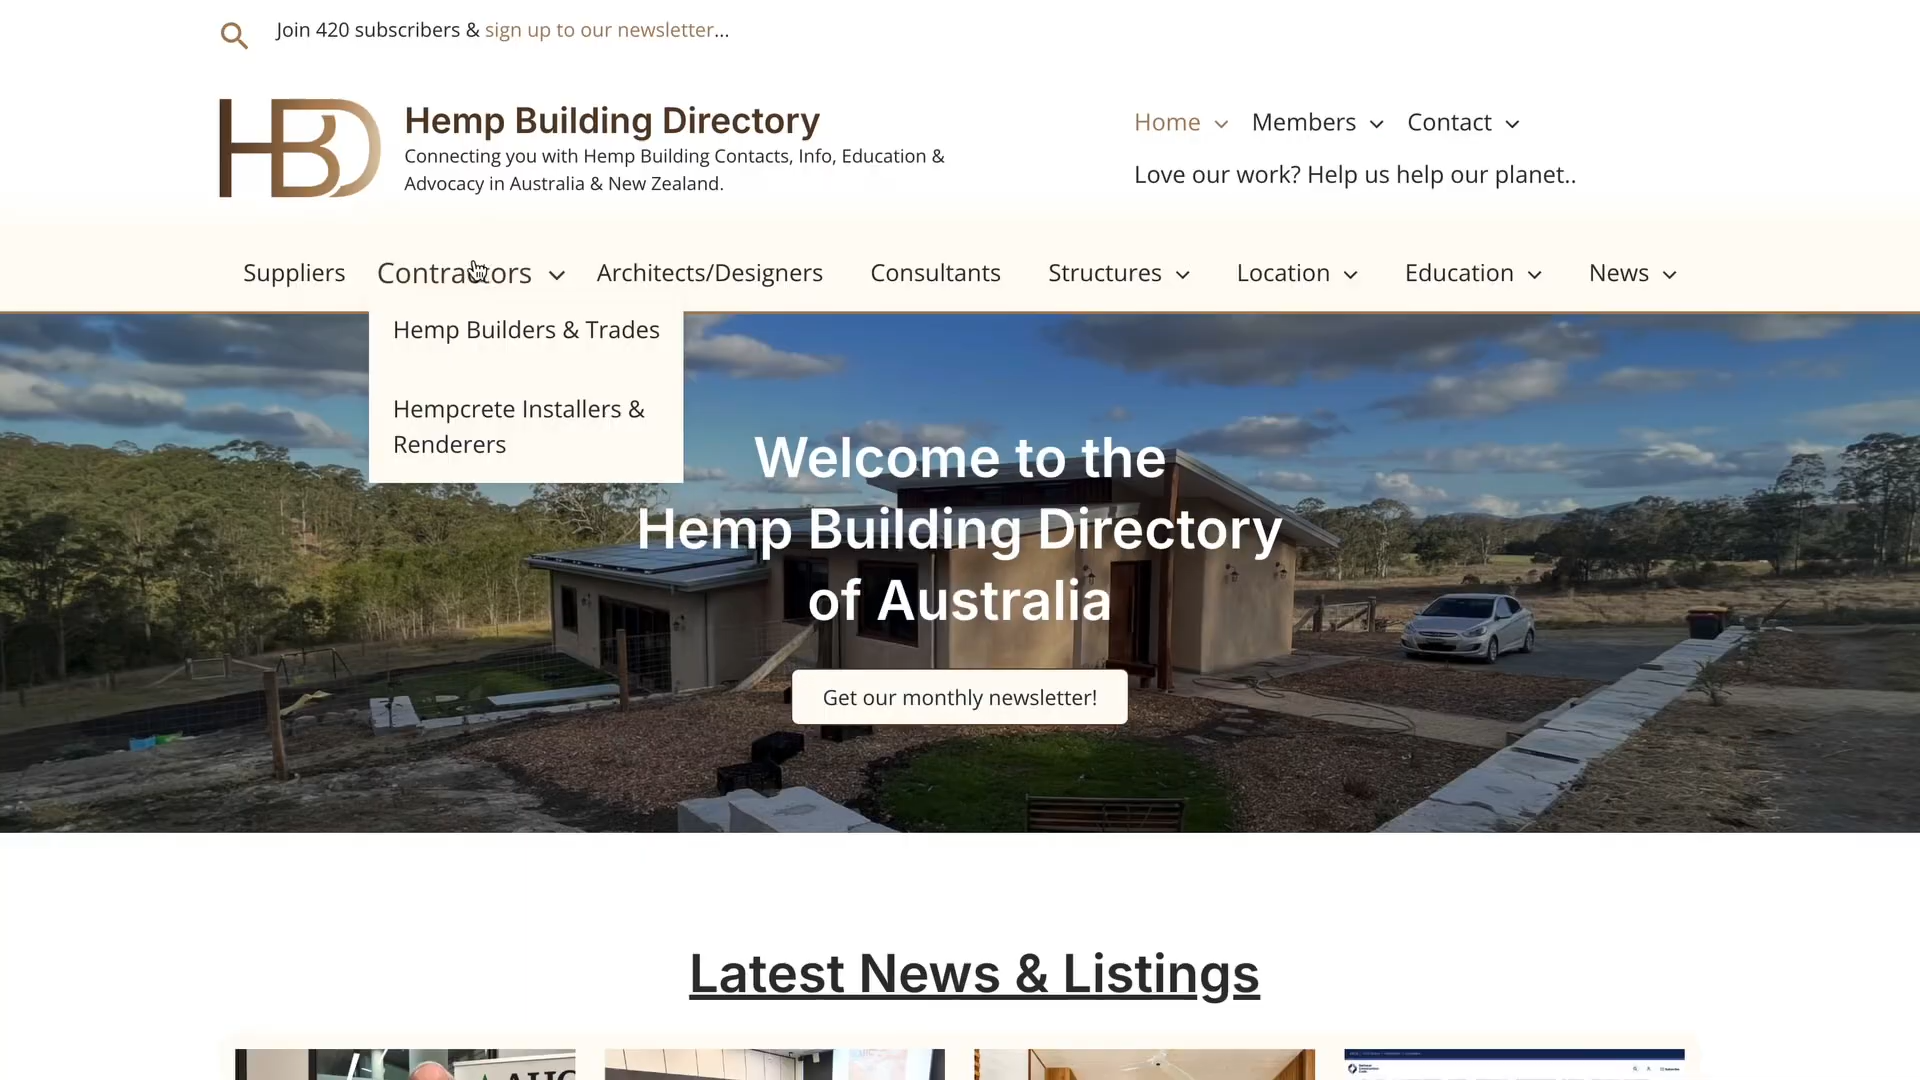 Join 420 subscribers & sign up to our newsletter...
HBD
Hemp Building Directory
Connecting you with Hemp Building Contacts, Info, Education &
Advocacy in Australia & New Zealand.
Home
Members
Contact
Love our work? Help us help our planet..
Suppliers
Contractors
Architects/Designers
Consultants
Structures
Location
Education
News
Hemp Builders & Trades
Hempcrete Installers &
Renderers
Welcome to the
Hemp Building Directory
of Australia
Get our monthly newsletter!
Latest News & Listings